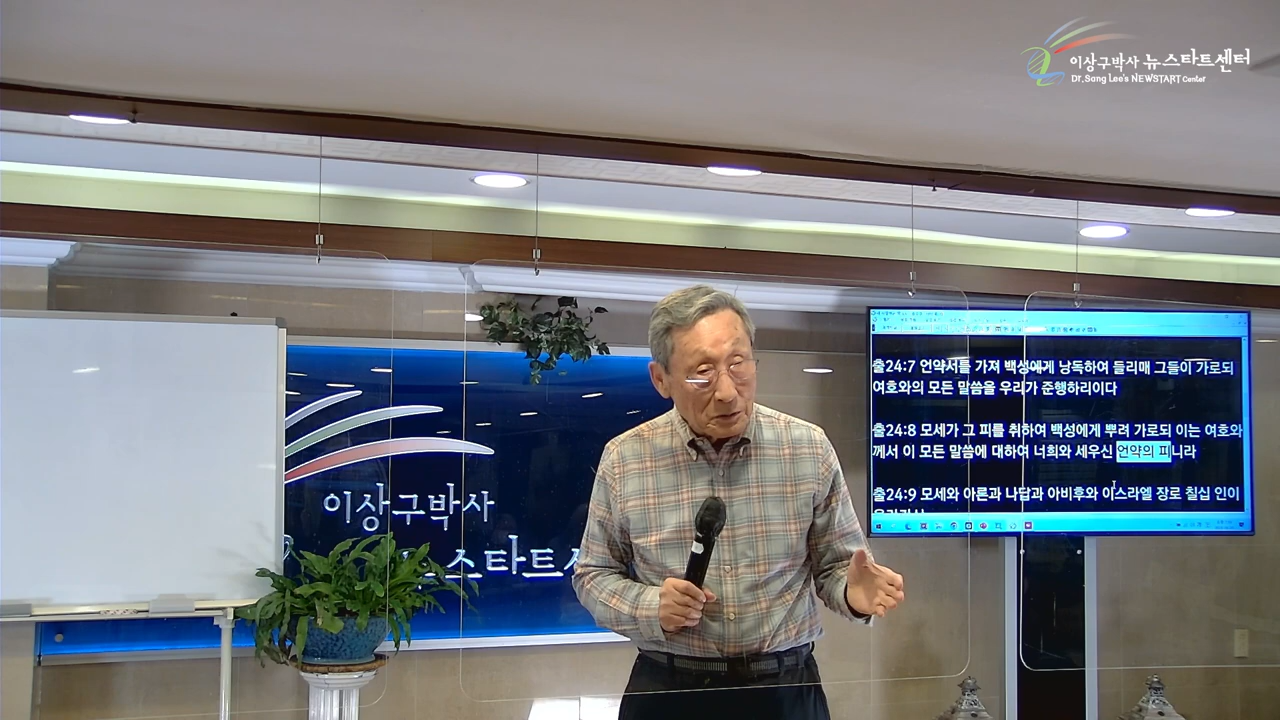 이상구박사 뉴스타트센터
Dr. Sang Lee's NEWSTART Center
출24:7 언약서를 가져 백성에게 낭독하여 들리매 그들이 가로되
여호와의 모든 말씀을 우리가 준행하리이다
출24:8 모세가 그 피를 취하여 백성에게 뿌려 가로되 이는 여호와
께서 이 모든 말씀에 대하여 너희와 세우신 언약의 피니라
출24:9 모세와 아론과 나답과 아비후와 이스라엘 장로 칠십 인이
이상구박사
스타트